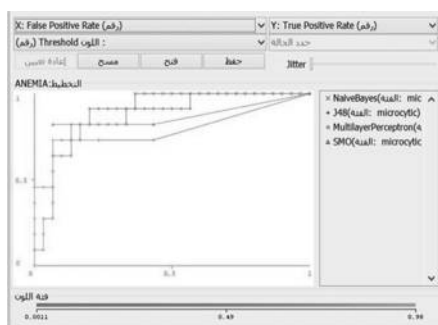 X: False Positive Rate (رقم)
Y: True Positive Rate (رقم)
اللون : Threshold (رقم)
حدد الحالة
إعادة تعيين
مسح
فتح
حفظ
Jitter
ANEMIA:التخطيط
1
0.5
0
0
0.5
1
× NaiveBayes(الفئة: mic
+ J48(الفئة: microcytic)
MultilayerPerceptron(
▵ SMO(الفئة: microcytic)
فئة اللون
0.0011
0.49
0.98